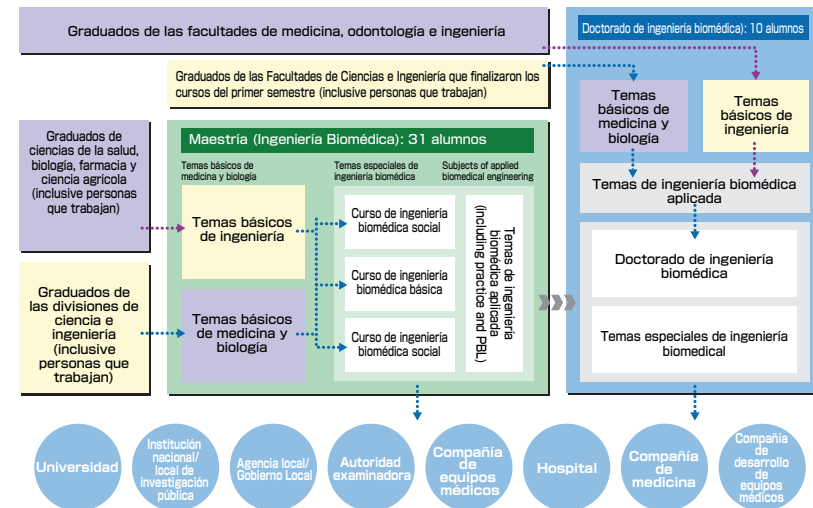 Graduados de las facultades de medicina, odontología e ingeniería
Graduados de las Facultades de Ciencias e Ingeniería que finalizaron los
cursos del primer semestre (inclusive personas que trabajan)
Doctorado de ingeniería biomédica): 10 alumnos
Temas
básicos de
medicina y
biología
Temas
básicos de
ingeniería
Temas de ingeniería biomédica
aplicada
Doctorado de ingeniería
biomédica
Temas especiales de ingeniería
biomedical
Graduados de
ciencias de la salud,
biología, farmacia y
ciencia agrícola
(inclusive personas
que trabajan)
Graduados de
las divisiones de
ciencia e
ingeniería
(inclusive
personas que
trabajan)
Maestría (Ingeniería Biomédica): 31 alumnos
Temas básicos de
medicina y biología
Temas especiales de
ingeniería biomédica
Subjects of applied
biomedical engineering
Temas básicos
de ingeniería
Temas básicos
de medicina y
biología
Curso de ingeniería
biomédica social
Curso de ingeniería
biomédica básica
Curso de ingeniería
biomédica social
Temas de ingeniería
biomédica aplicada
(including practice and PBL)
Universidad
Institución
nacional/
local de
investigación
pública
Agencia local/
Gobierno Local
Autoridad
examinadora
Compañía
de
equipos
médicos
Hospital
Compañía
de
medicina
Compañía
de
desarrollo
de
equipos
médicos